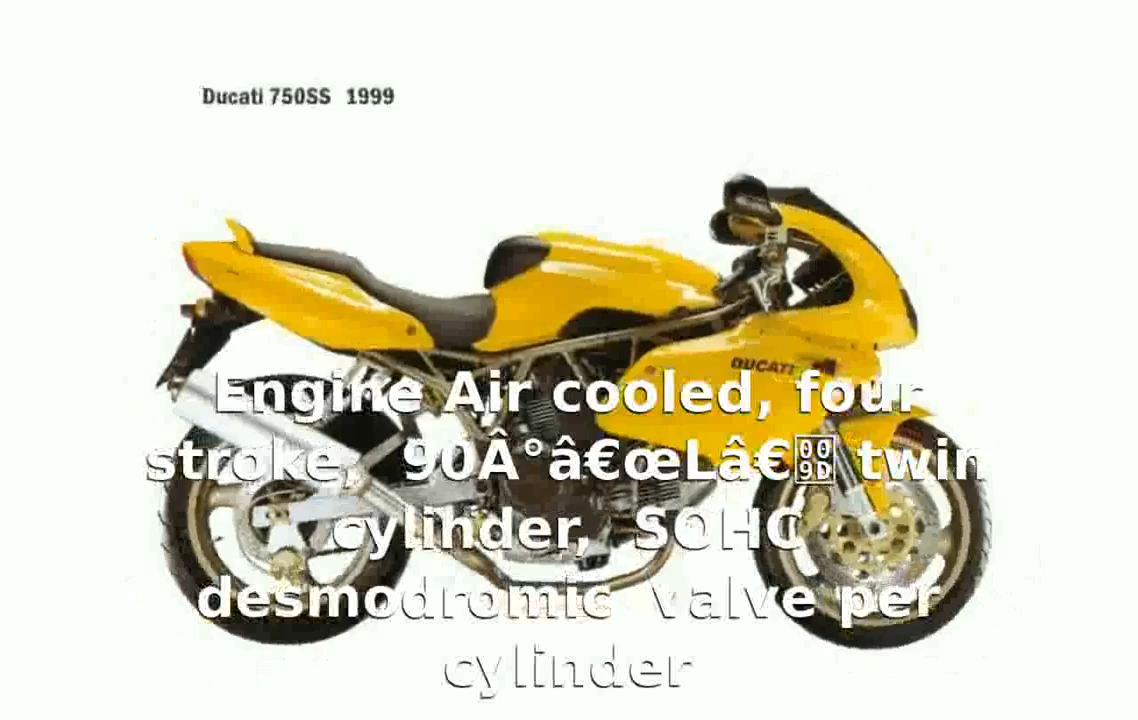 Ducati 750SS 1999
DUCATI
Engine Air cooled, four
stroke, 90Â°â€œLâ€ twin
cylinder, SOHC
desmodromic valve per
cylinder